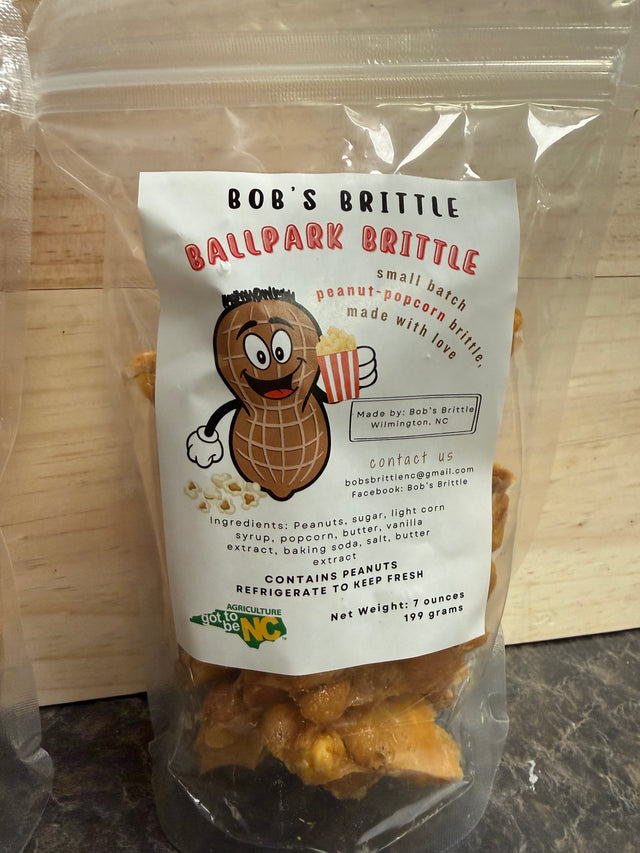 BOB'S BRITTLE
BALLPARK BRITTLE
small batch
peanut-popcorn brittle,
made with love
Made by: Bob's Brittle
Wilmington, NC
contact us
bobsbrittlenc@gmail.com
Facebook: Bob's Brittle
Ingredients: Peanuts, sugar, light corn
syrup, popcorn, butter, vanilla
extract, baking soda, salt, butter
extract
CONTAINS PEANUTS
REFRIGERATE TO KEEP FRESH
AGRICULTURE
got to
be NC™
Net Weight: 7 ounces
199 grams